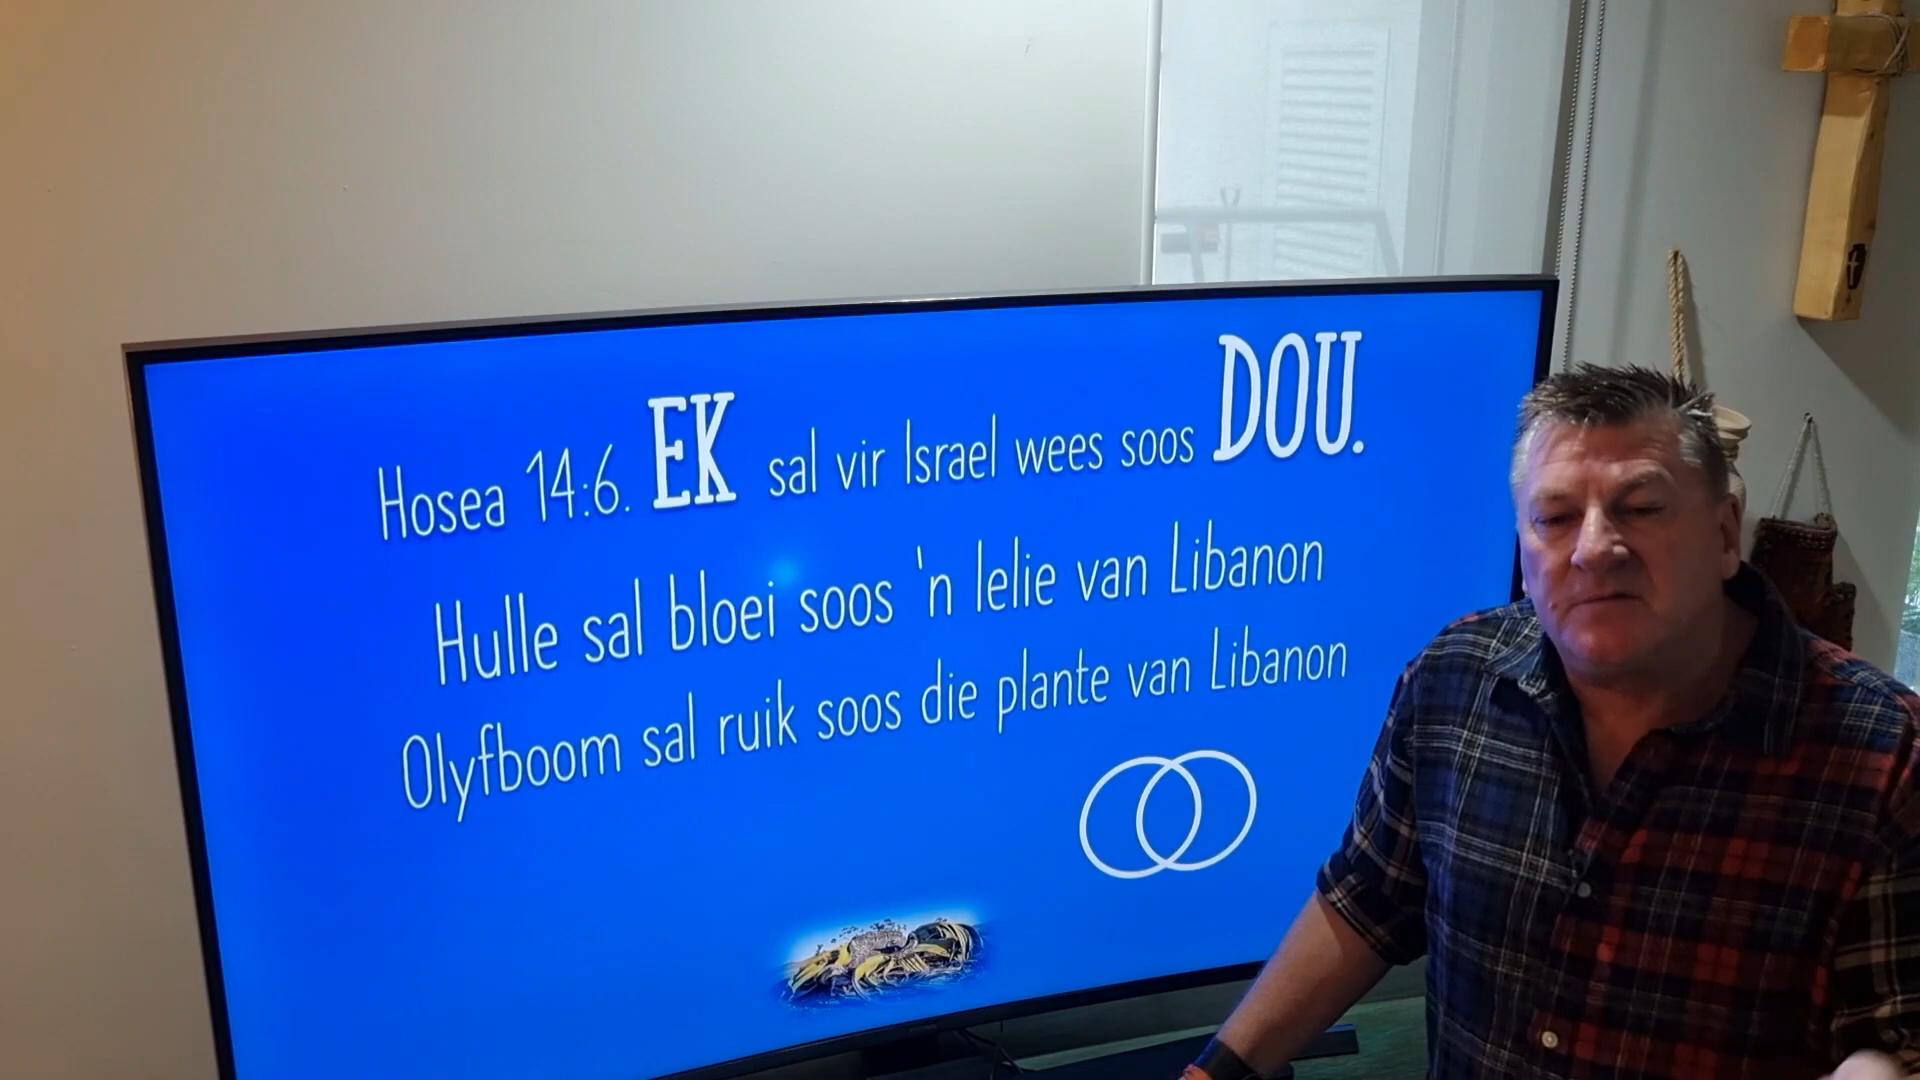 Hosea 14:6. EK sal vir Israel wees soos DOU.
Hulle sal bloei soos 'n lelie van Libanon
Olyfboom sal ruik soos die plante van Libanon